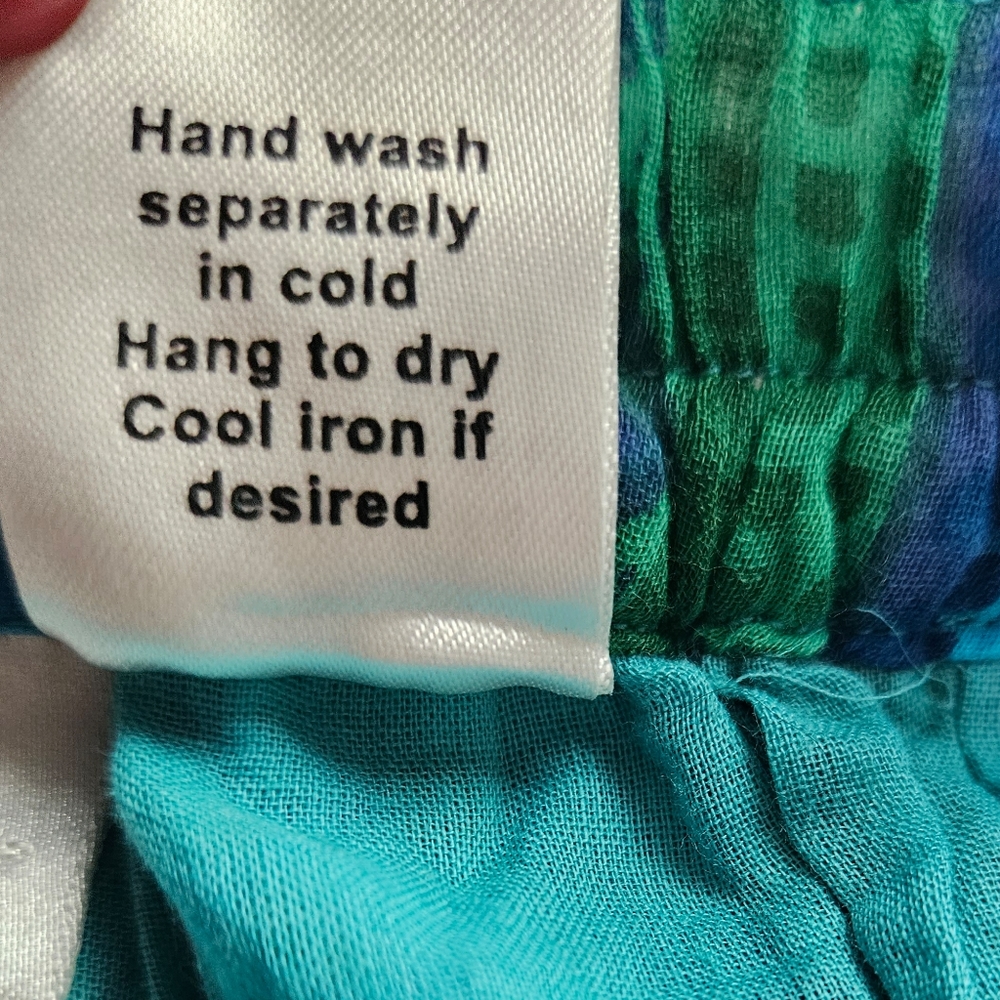 Hand wash
separately
in cold
Hang to dry
Cool iron if
desired